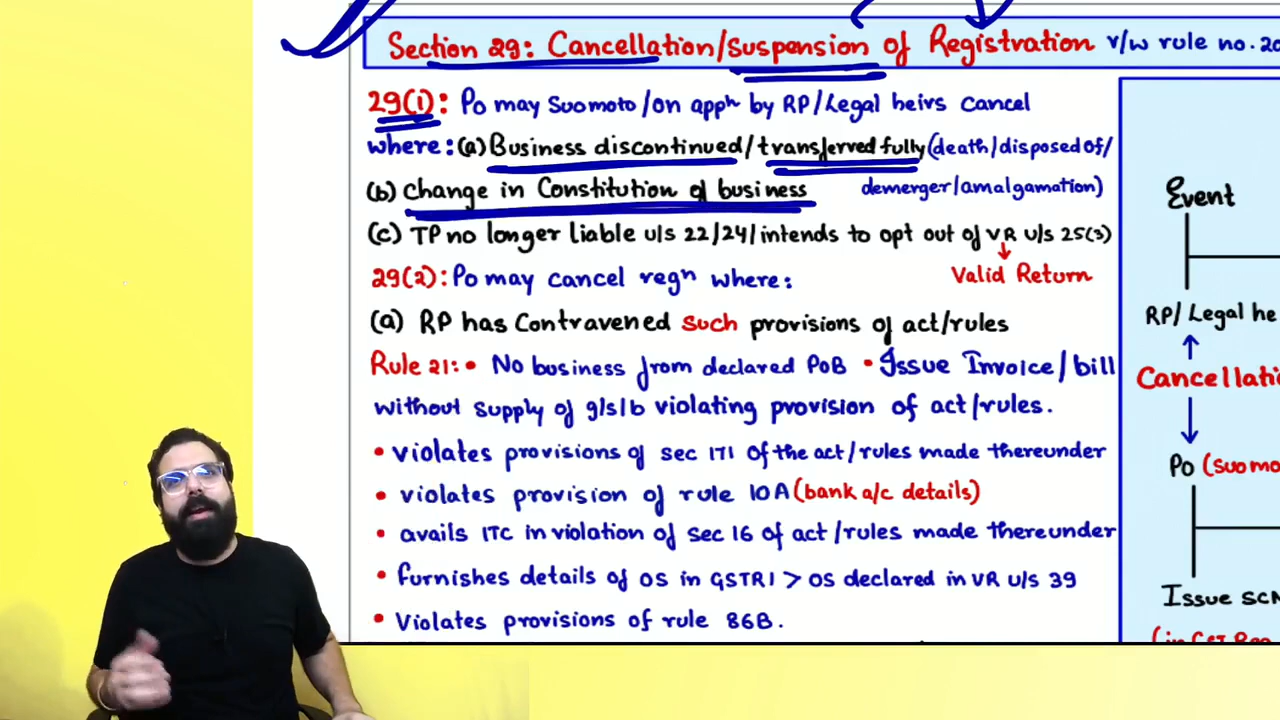 Section 29: Cancellation/Suspension of Registration r/w rule no. 20
29(1): Po may Suomoto/on appⁿ by RP/Legal heirs Cancel
where: (a) Business discontinued/transferred fully (death/disposed of/
(b) Change in Constitution of business demerger/amalgamation)
(c) TP no longer liable u/s 22/24/intends to opt out of VR u/s 25(3)
Valid Return
29(2): Po may cancel regⁿ where:
(a) RP has Contravened such provisions of act/rules
Rule 21: • No business from declared PoB • Issue Invoice/bill
without supply of g/s/b violating provision of act/rules.
• violates provisions of sec 171 of the act/rules made thereunder
• violates provision of rule 10A (bank a/c details)
• avails ITC in violation of sec 16 of act/rules made thereunder
• furnishes details of OS in GSTR1 > OS declared in VR u/s 39
• Violates provisions of rule 86B.
Event
RP/Legal he
Cancellati
Po (suomo
Issue SCN